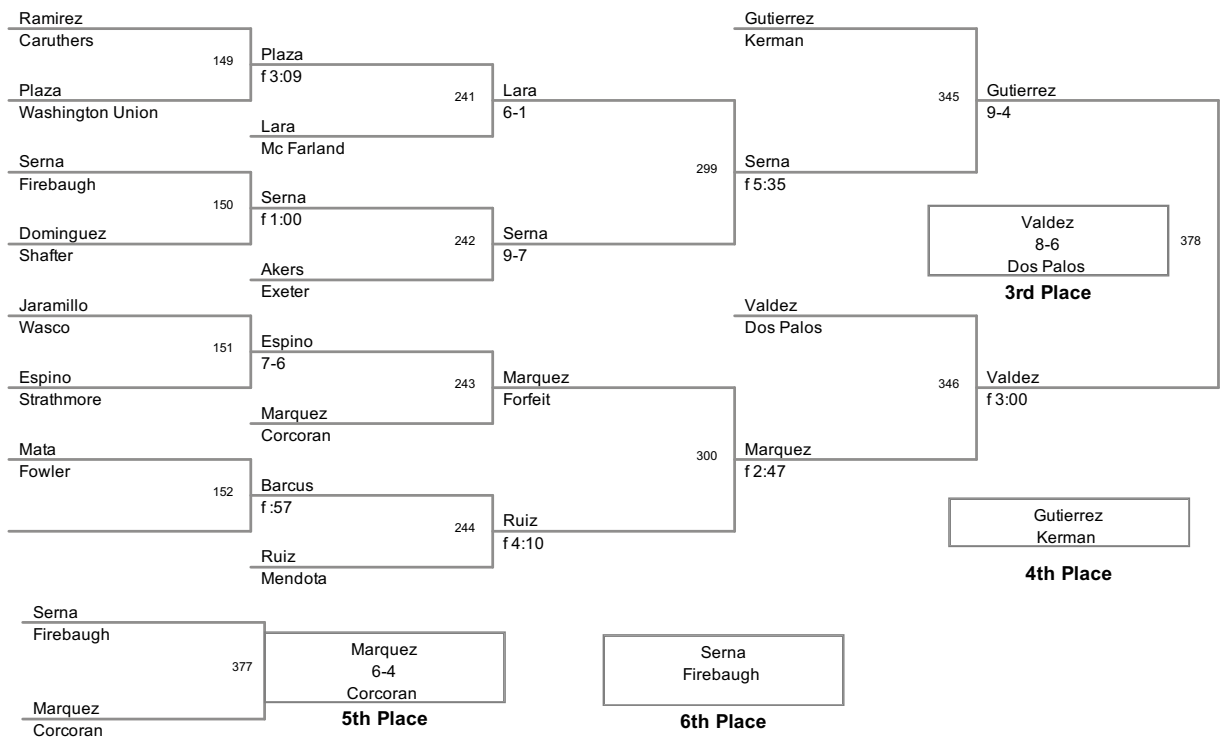 Ramirez
Caruthers
149
Plaza
Washington Union
Serna
Firebaugh
150
Dominguez
Shafter
Jaramillo
Wasco
151
Espino
Strathmore
Mata
Fowler
152
Plaza
f 3:09
241
Lara
Mc Farland
Serna
f 1:00
242
Akers
Exeter
Espino
7-6
243
Marquez
Corcoran
Barcus
f :57
244
Ruiz
Mendota
Lara
6-1
299
Serna
9-7
Marquez
Forfeit
300
Ruiz
f 4:10
Gutierrez
Kerman
345
Serna
f 5:35
Valdez
Dos Palos
346
Marquez
f 2:47
Gutierrez
9-4
378
Valdez
f 3:00
Valdez
8-6
Dos Palos
3rd Place
Gutierrez
Kerman
4th Place
Serna
Firebaugh
377
Marquez
Corcoran
Marquez
6-4
Corcoran
5th Place
Serna
Firebaugh
6th Place